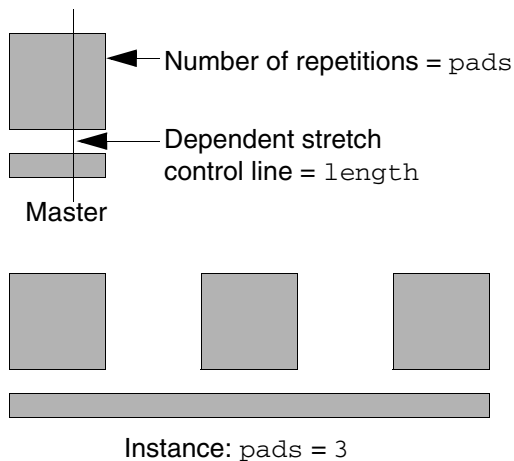 Number of repetitions = pads
Dependent stretch
control line = length
Master
Instance: pads = 3